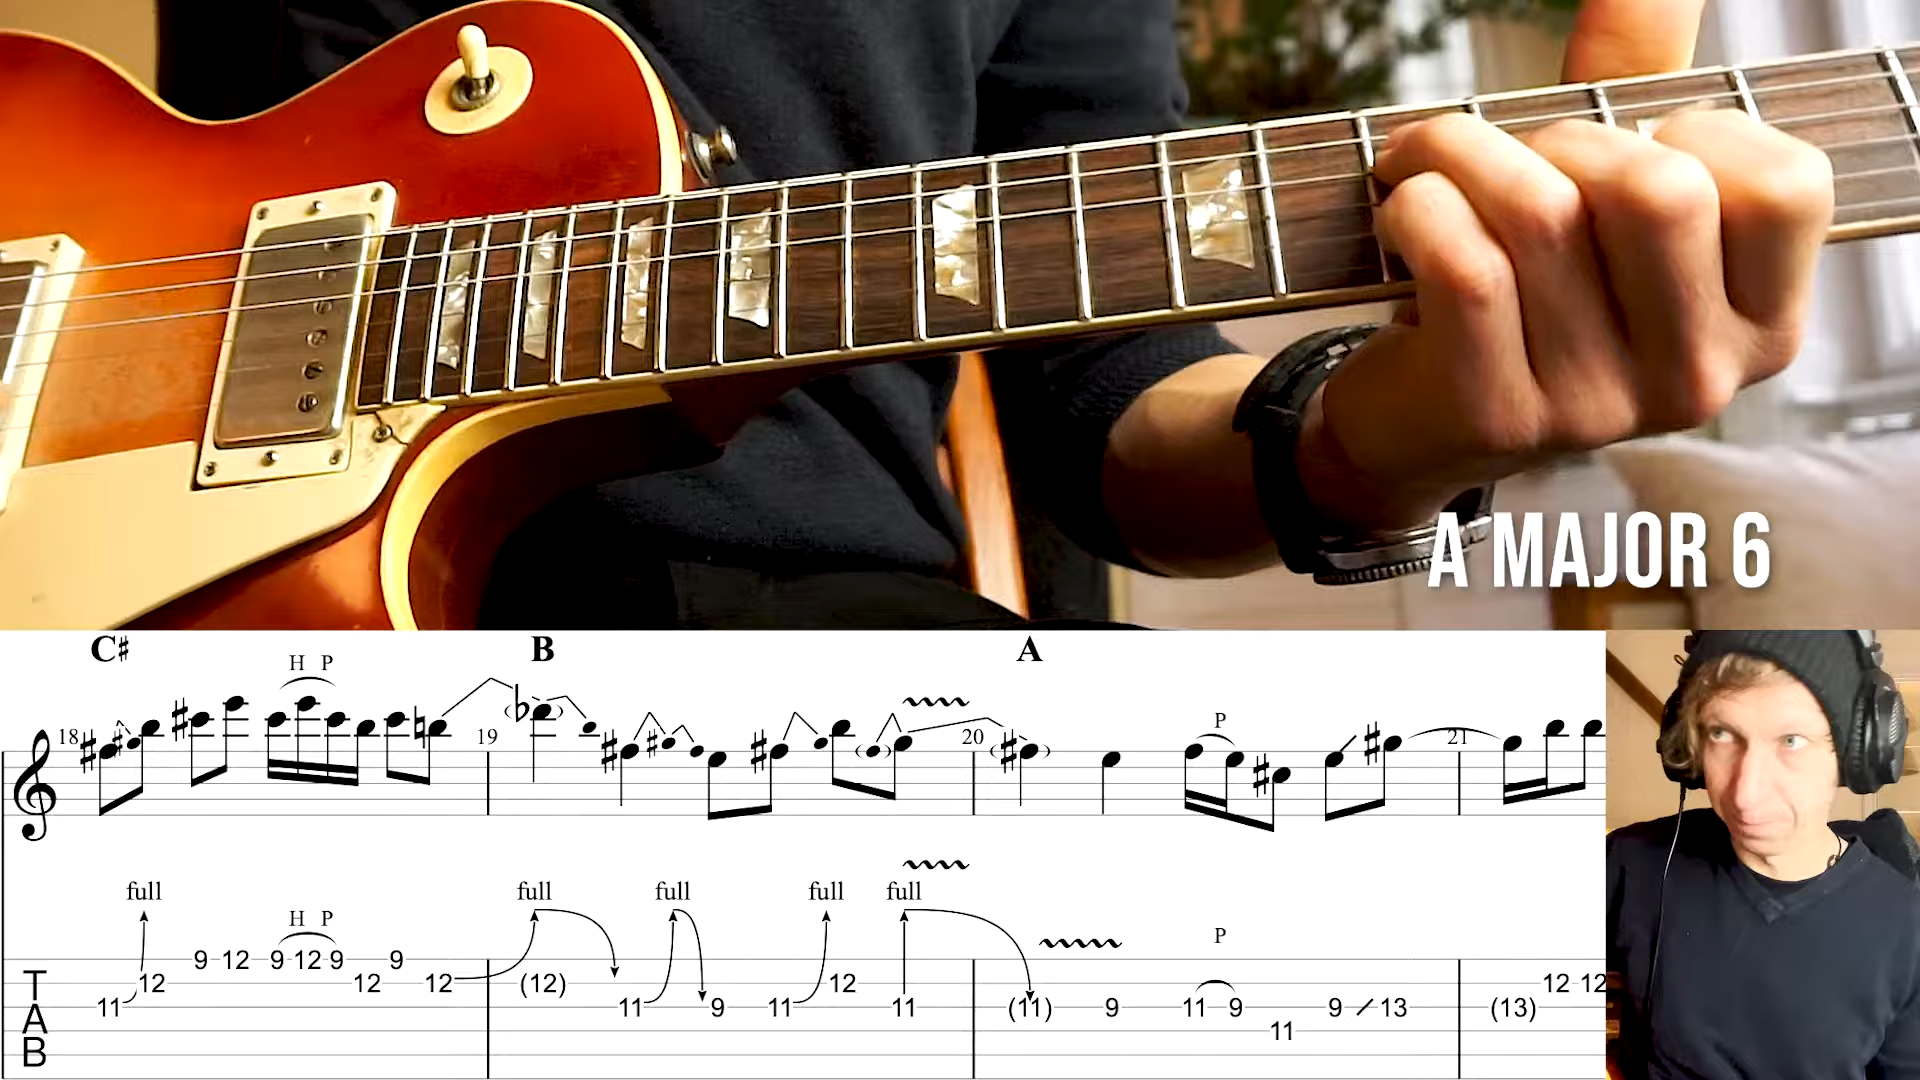 A MAJOR 6
C♯ B A
H P
18 19 20 P 21
full full full full full
H P P
9 12 9 12 9 9
12 12 12 (12) 12 12 12
11 11 9 11 11 (11) 9 11 9 9 13 (13)
11
T
A
B